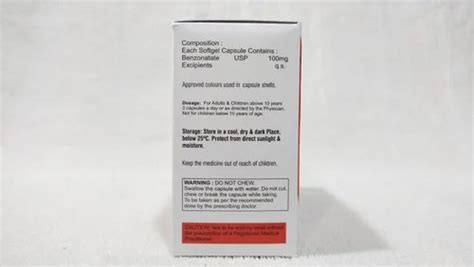 Composition :
Each Softgel Capsule Contains :
Benzonatate USP 100mg
Excipients q.s.
Approved colours used in capsule shells.
Dosage: For Adults & Children above 10 years
3 capsules a day or as directed by the Physician.
Not for children below 10 years of age.
Storage: Store in a cool, dry & dark Place,
below 25ºC. Protect from direct sunlight &
moisture.
Keep the medicine out of reach of children.
WARNING : DO NOT CHEW.
Swallow the capsule with water. Do not cut,
chew or break the capsule while taking.
To be taken as per the recommended
dose by the prescribing doctor.
CAUTION: to be sold by retail without
the prescription of a Registered Medical
Practitioner.